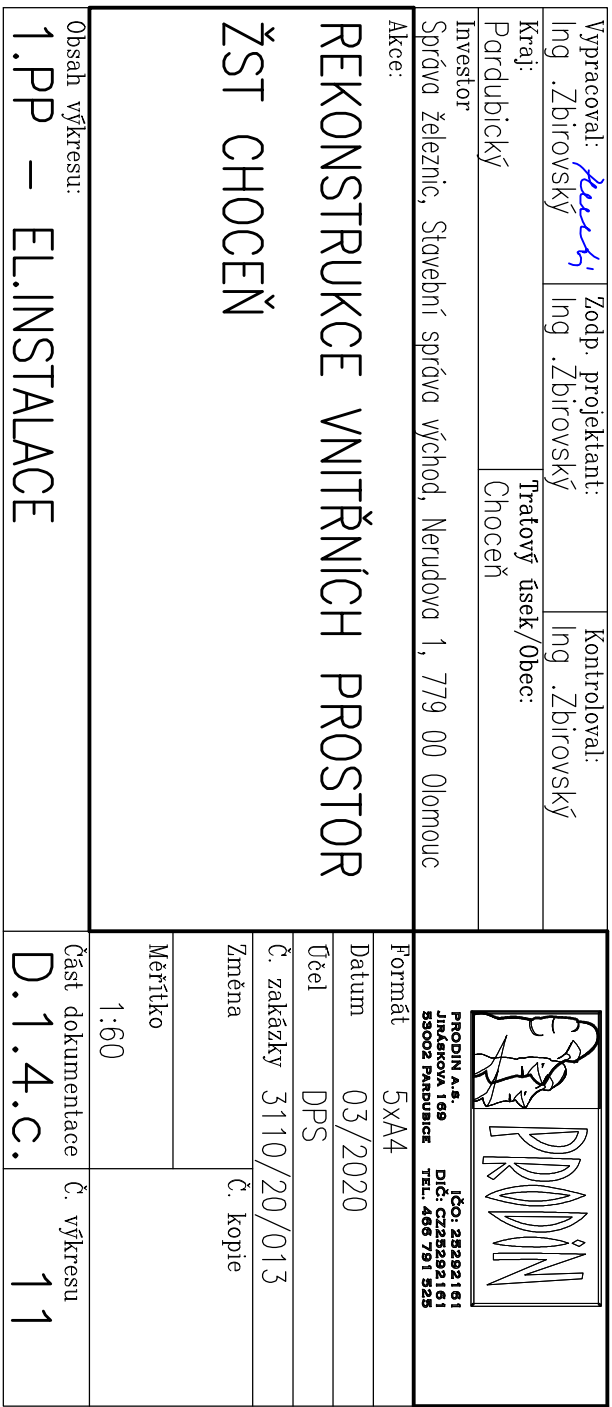 Vypracoval:
Ing .Zbirovský
Zodp. projektant:
Ing .Zbirovský
Kontroloval:
Ing .Zbirovský
Kraj:
Pardubický
Traťový úsek/Obec:
Choceň
Investor
Správa železnic, Stavební správa východ, Nerudova 1, 779 00 Olomouc
PRODIN
PRODIN A.S.
JIRÁSKOVA 169
53002 PARDUBICE
IČO: 25292161
DIČ: CZ25292161
TEL. 466 791 525
Akce:
REKONSTRUKCE VNITŘNÍCH PROSTOR
ŽST CHOCEŇ
Formát 5xA4
Datum 03/2020
Účel DPS
Č. zakázky 3110/20/013
Změna
Č. kopie
Měřítko
1:60
Obsah výkresu:
1.PP - EL.INSTALACE
Část dokumentace
D.1.4.c.
Č. výkresu
11